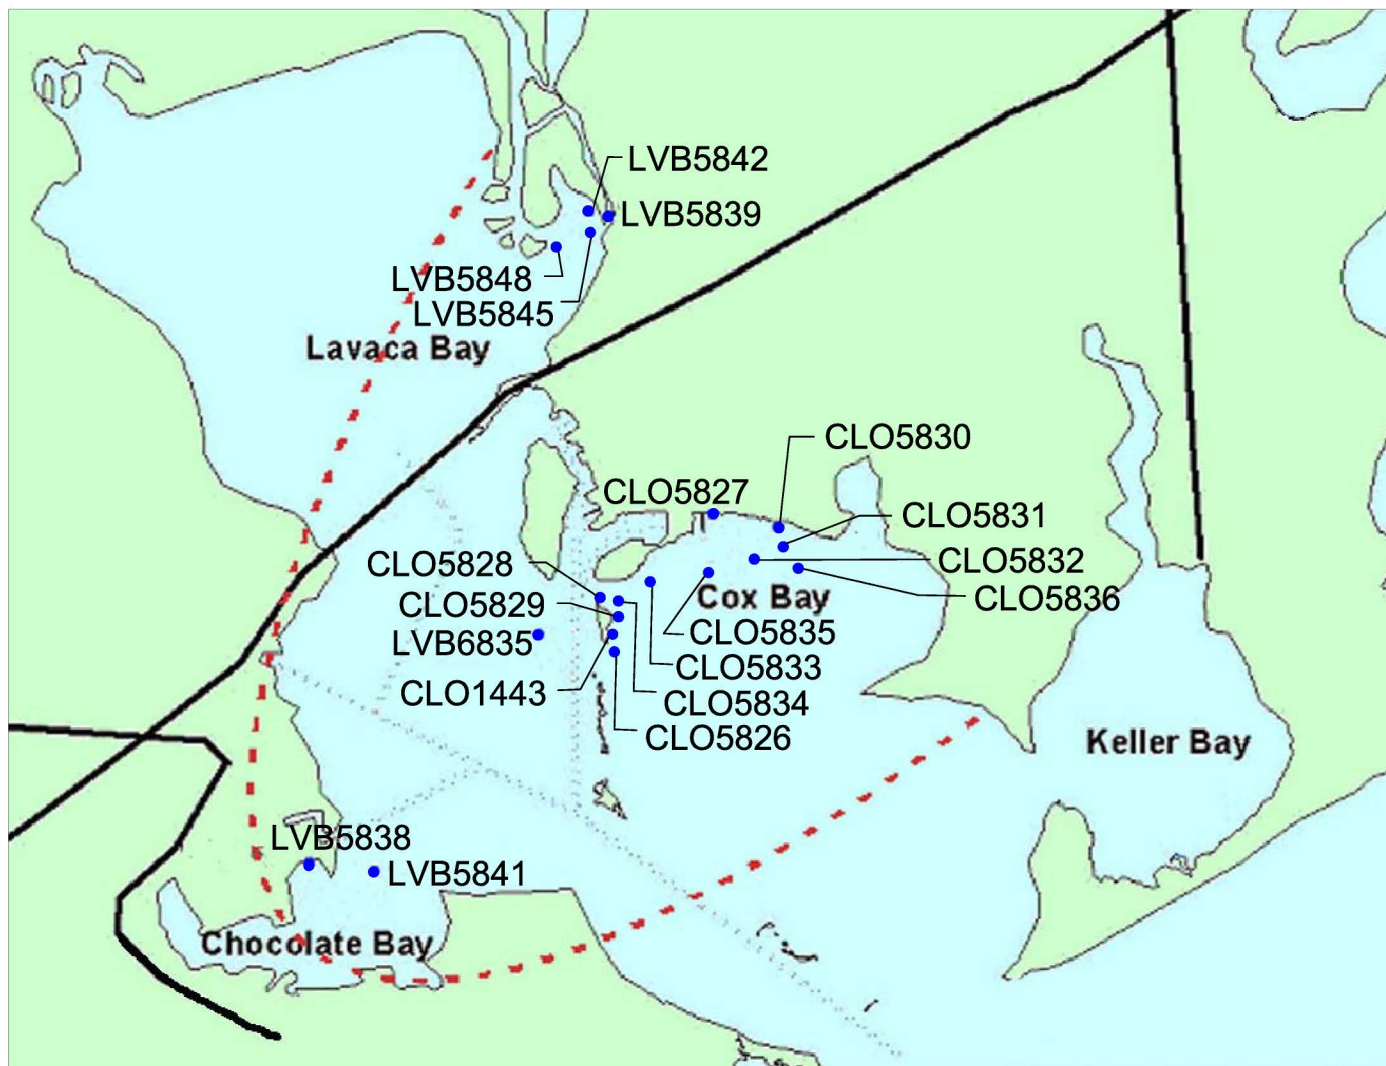 LVB5842
LVB5839
LVB5848
LVB5845
Lavaca Bay
CLO5830
CLO5827
CLO5831
CLO5828
CLO5832
CLO5829
Cox Bay
CLO5836
LVB6835
CLO5835
CLO5833
CLO1443
CLO5834
CLO5826
Keller Bay
LVB5838
LVB5841
Chocolate Bay